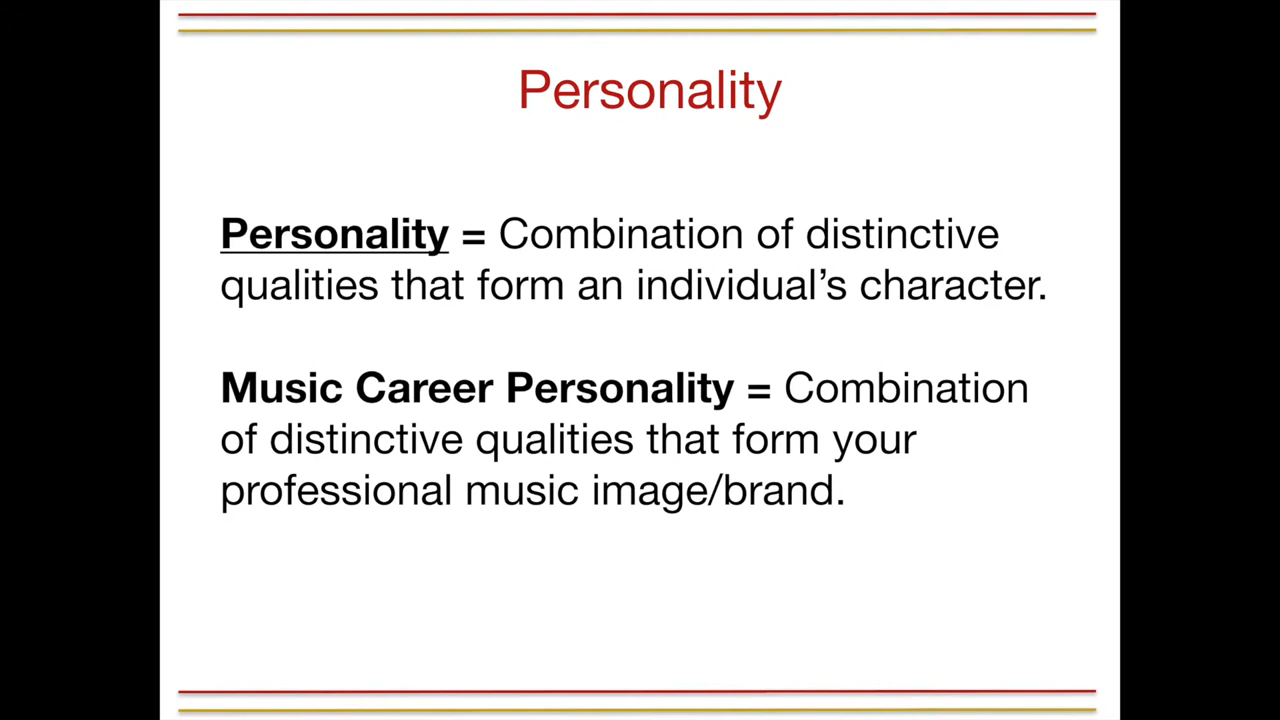 Personality
Personality = Combination of distinctive
qualities that form an individual’s character.
Music Career Personality = Combination
of distinctive qualities that form your
professional music image/brand.